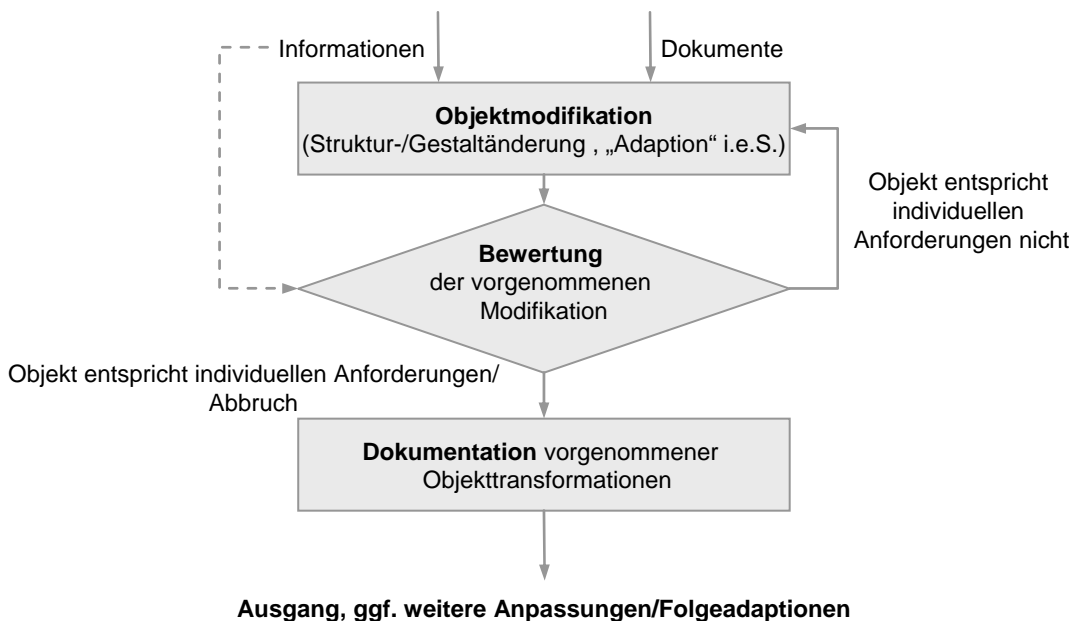 Informationen
Dokumente
Objektmodifikation
(Struktur-/Gestaltänderung , „Adaption“ i.e.S.)
Objekt entspricht
individuellen
Anforderungen nicht
Bewertung
der vorgenommenen
Modifikation
Objekt entspricht individuellen Anforderungen/
Abbruch
Dokumentation vorgenommener
Objekttransformationen
Ausgang, ggf. weitere Anpassungen/Folgeadaptionen